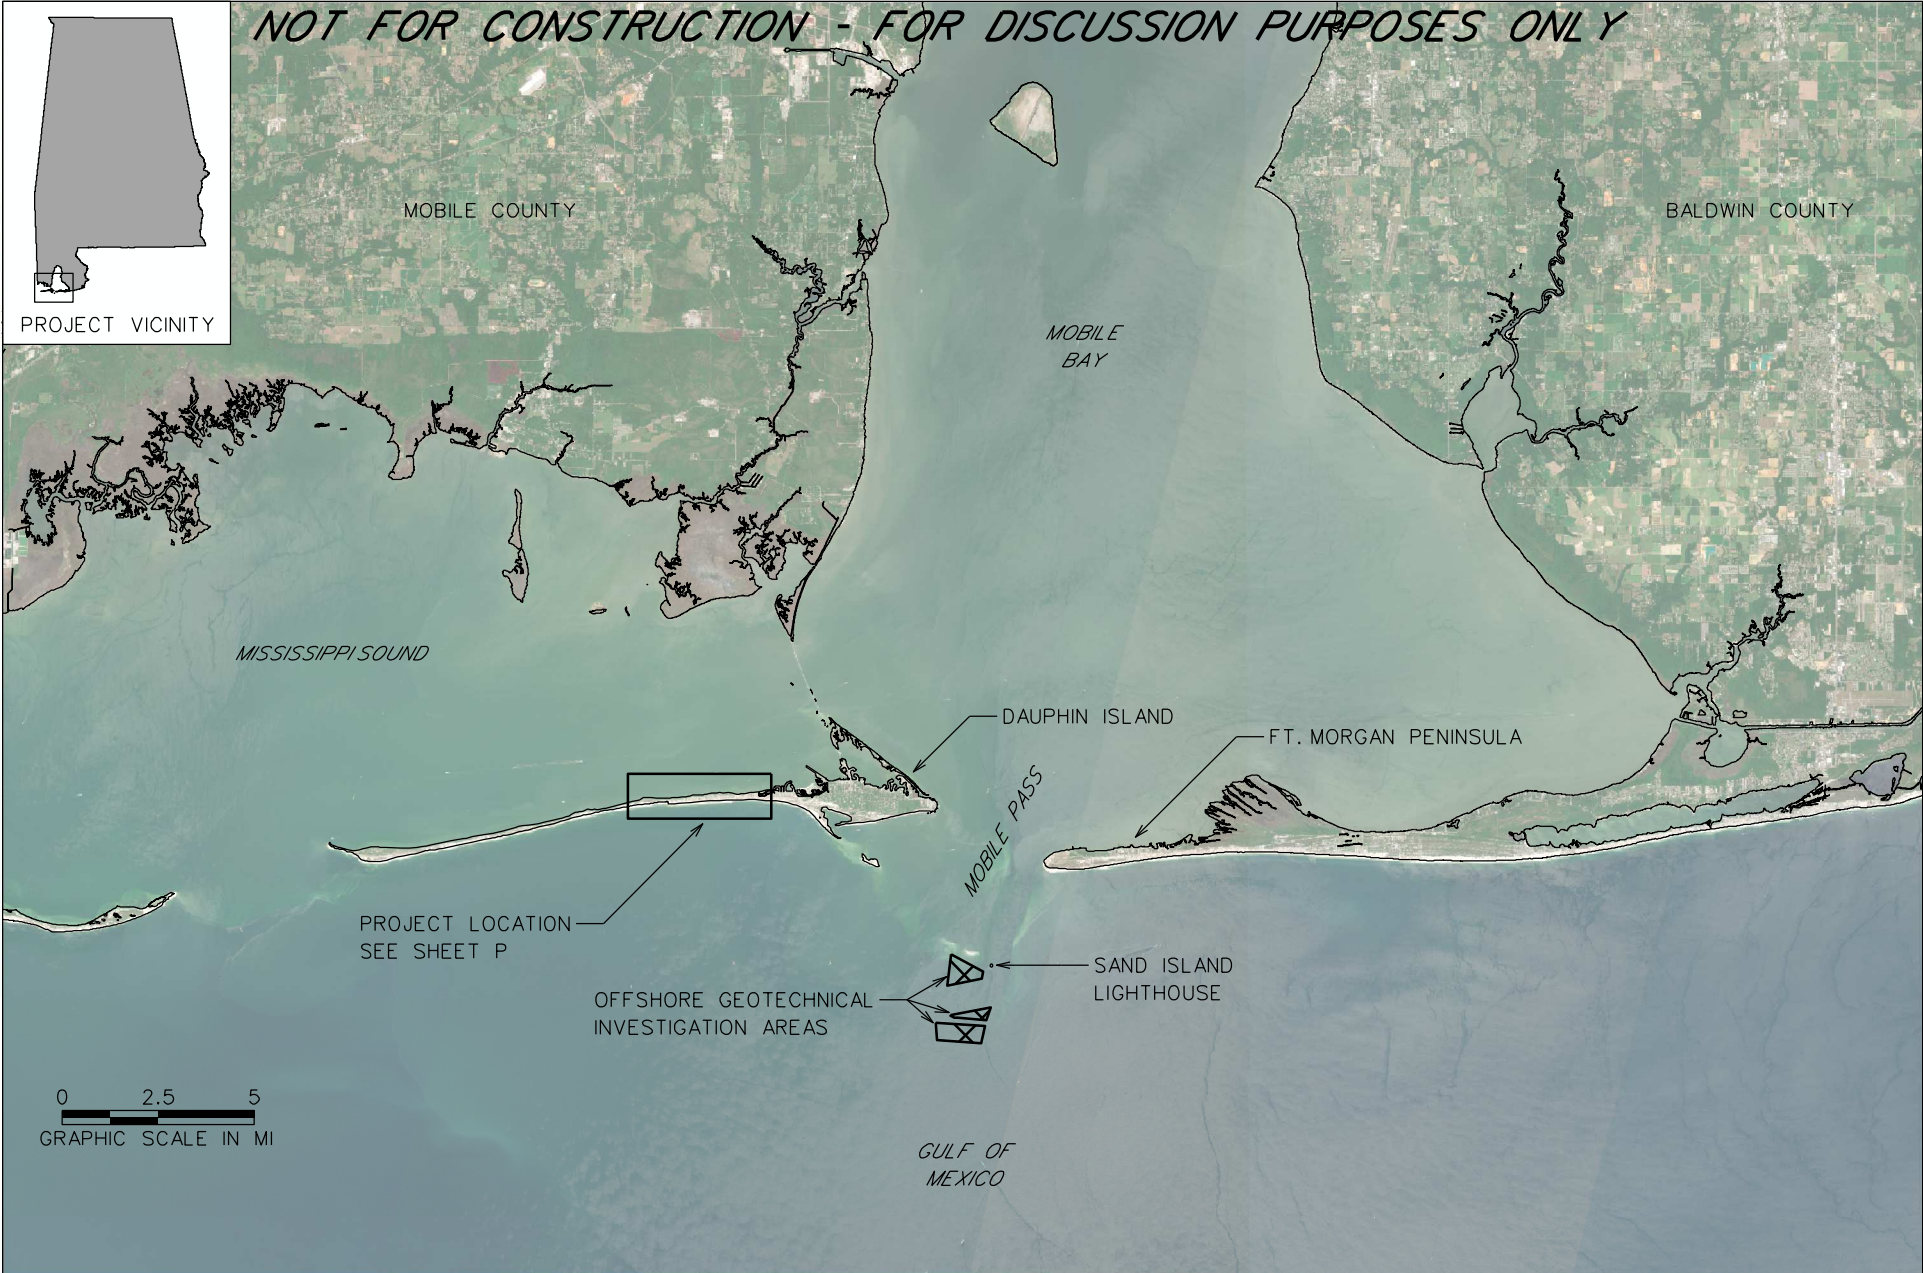 NOT FOR CONSTRUCTION - FOR DISCUSSION PURPOSES ONLY
PROJECT VICINITY
MOBILE COUNTY
BALDWIN COUNTY
MOBILE
BAY
MISSISSIPPI SOUND
DAUPHIN ISLAND
FT. MORGAN PENINSULA
MOBILE PASS
PROJECT LOCATION
SEE SHEET P
SAND ISLAND
LIGHTHOUSE
OFFSHORE GEOTECHNICAL
INVESTIGATION AREAS
0 2.5 5
GRAPHIC SCALE IN MI
GULF OF
MEXICO